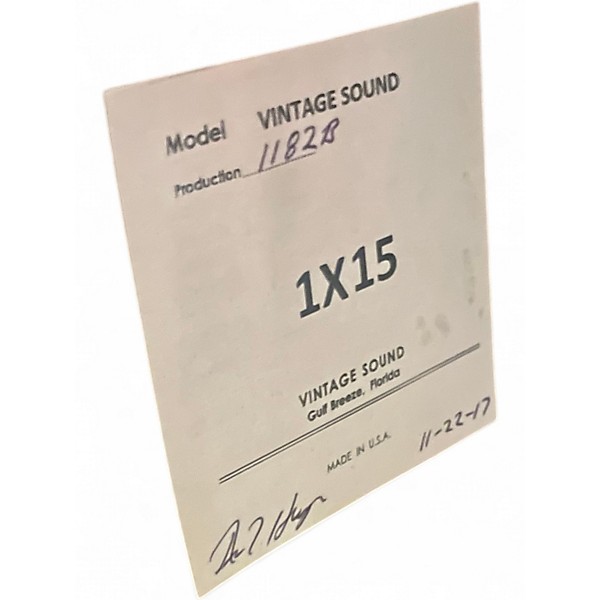 Model VINTAGE SOUND
Production 1182B
1X15
VINTAGE SOUND
Gulf Breeze, Florida
MADE IN U.S.A.
11-22-17